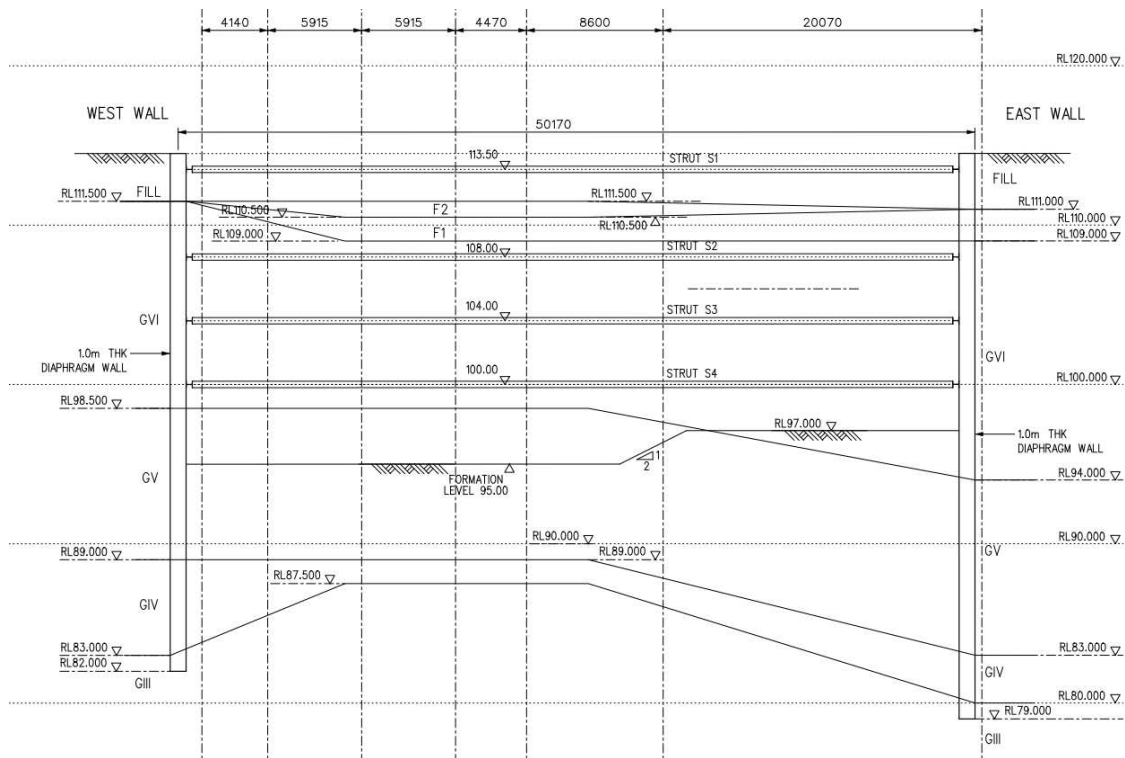 4140 5915 5915 4470 8600 20070
RL120.000
WEST WALL
EAST WALL
50170
113.50
STRUT S1
FILL
FILL
RL111.500
RL111.500
RL111.000
RL110.500
F2
RL110.500
RL110.000
RL109.000
F1
RL109.000
108.00
STRUT S2
104.00
STRUT S3
GVI
GVI
1.0m THK
DIAPHRAGM WALL
100.00
STRUT S4
RL100.000
RL98.500
RL97.000
1.0m THK
DIAPHRAGM WALL
1
2
GV
FORMATION
LEVEL 95.00
RL94.000
RL90.000
RL90.000
GV
RL89.000
RL89.000
RL87.500
GIV
RL83.000
RL83.000
RL82.000
GIV
GIII
RL80.000
RL79.000
GIII